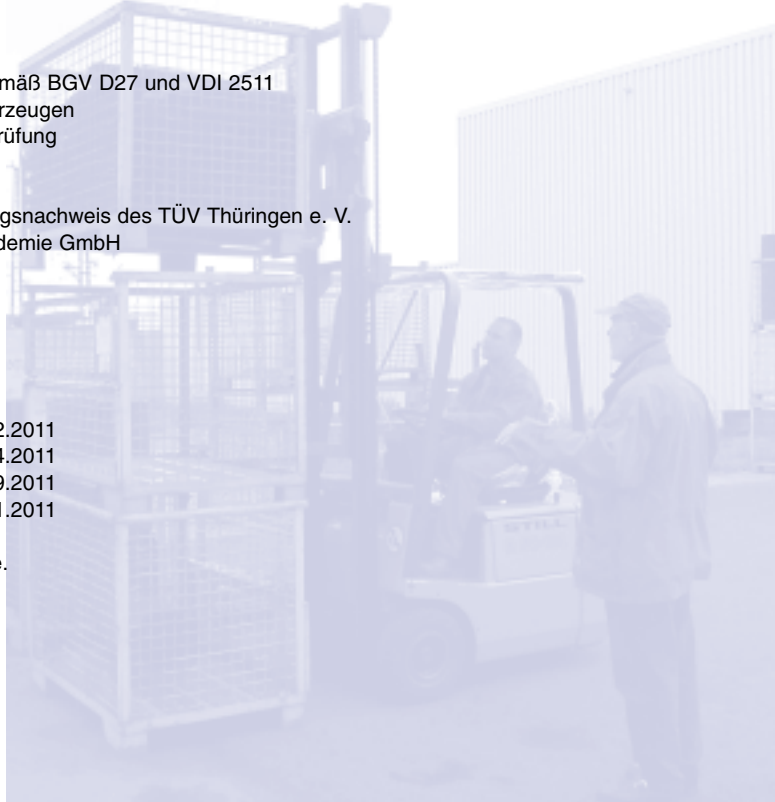 mäß BGV D27 und VDI 2511
rzeugen
rüfung
gsnachweis des TÜV Thüringen e. V.
demie GmbH
2.2011
4.2011
9.2011
1.2011
e.
STILL